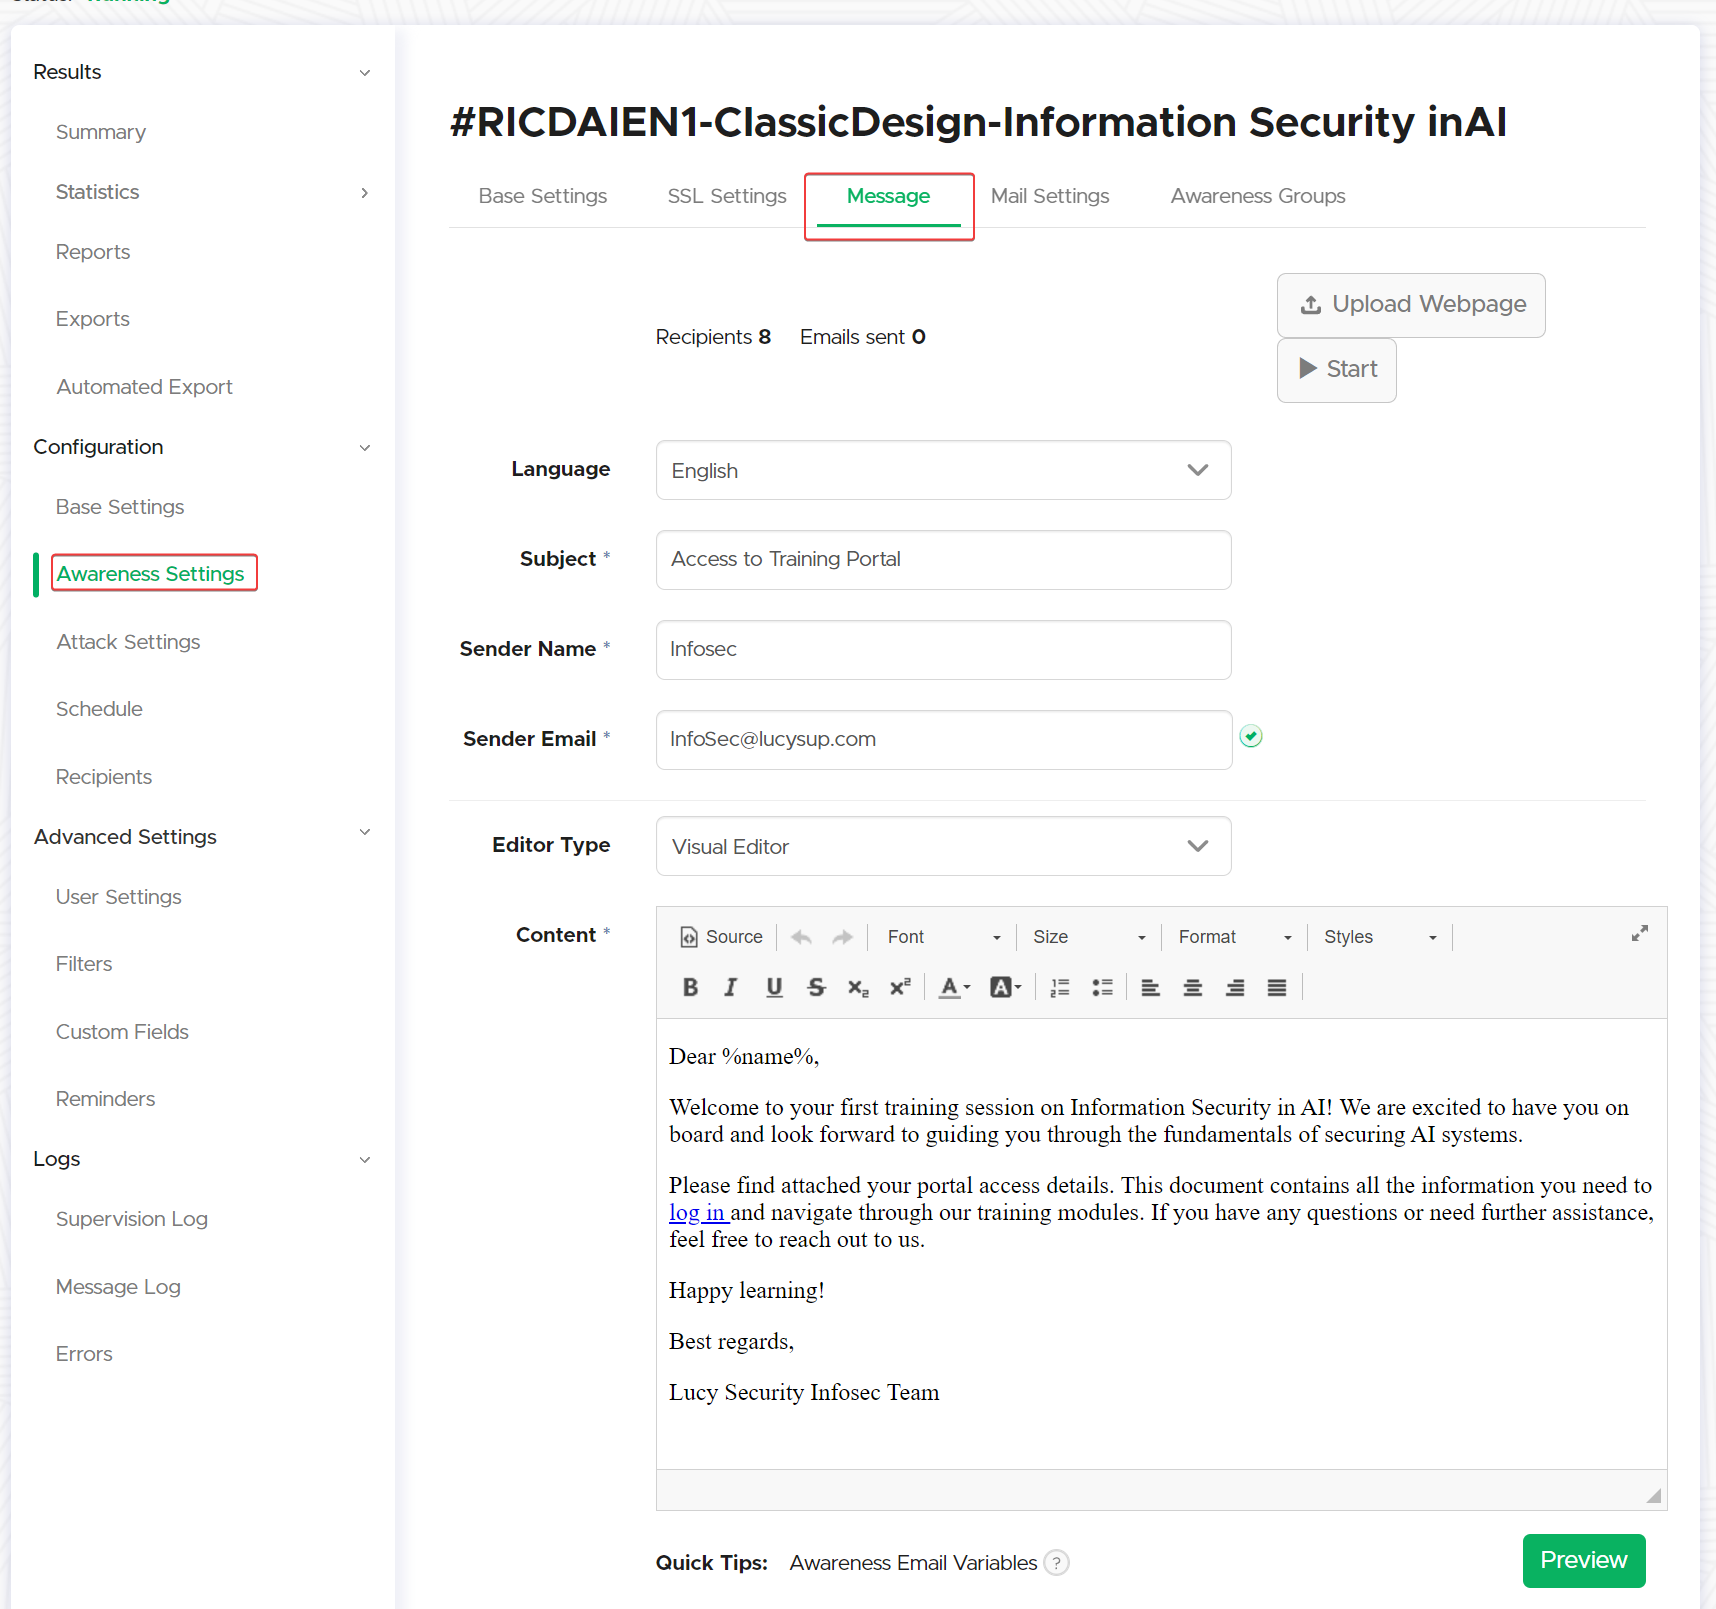 Results
Summary
Statistics
Reports
Exports
Automated Export
Configuration
Base Settings
Awareness Settings
Attack Settings
Schedule
Recipients
Advanced Settings
User Settings
Filters
Custom Fields
Reminders
Logs
Supervision Log
Message Log
Errors
#RICDAIEN1-ClassicDesign-Information Security inAI
Base Settings SSL Settings Message Mail Settings Awareness Groups
Recipients 8 Emails sent 0
Upload Webpage
Start
Language English
Subject * Access to Training Portal
Sender Name * Infosec
Sender Email * InfoSec@lucysup.com
Editor Type Visual Editor
Content *
Source Font Size Format Styles
Dear %name%,
Welcome to your first training session on Information Security in AI! We are excited to have you on
board and look forward to guiding you through the fundamentals of securing AI systems.
Please find attached your portal access details. This document contains all the information you need to
log in and navigate through our training modules. If you have any questions or need further assistance,
feel free to reach out to us.
Happy learning!
Best regards,
Lucy Security Infosec Team
Quick Tips: Awareness Email Variables ?
Preview